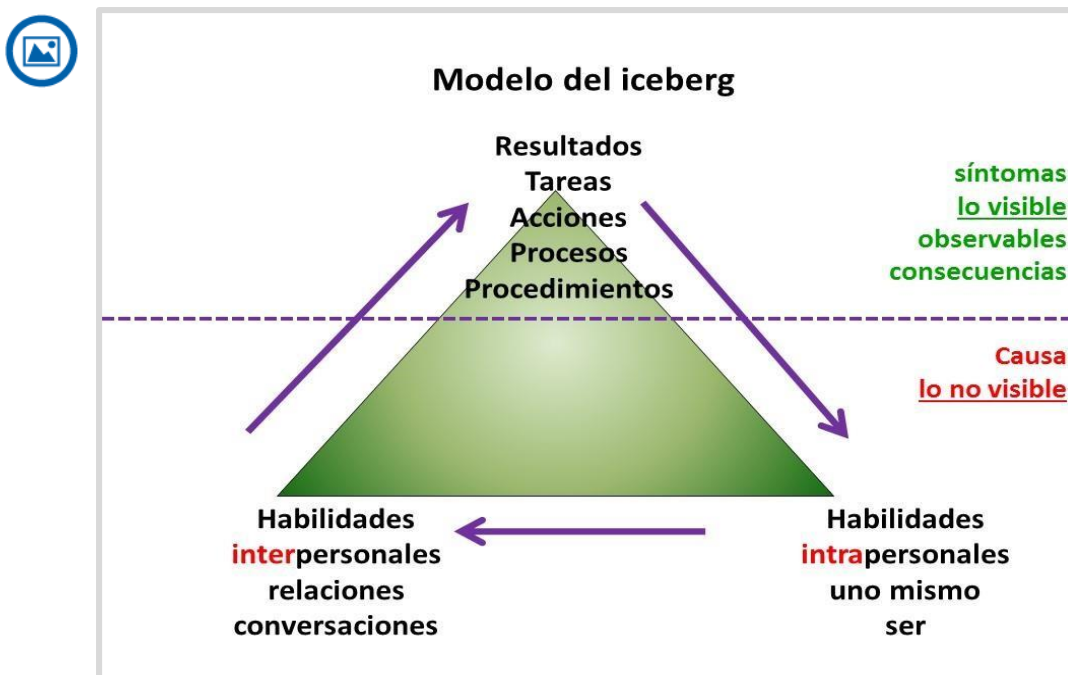 Modelo del iceberg
Resultados
Tareas
Acciones
Procesos
Procedimientos
síntomas
lo visible
observables
consecuencias
Causa
lo no visible
Habilidades
interpersonales
relaciones
conversaciones
Habilidades
intrapersonales
uno mismo
ser